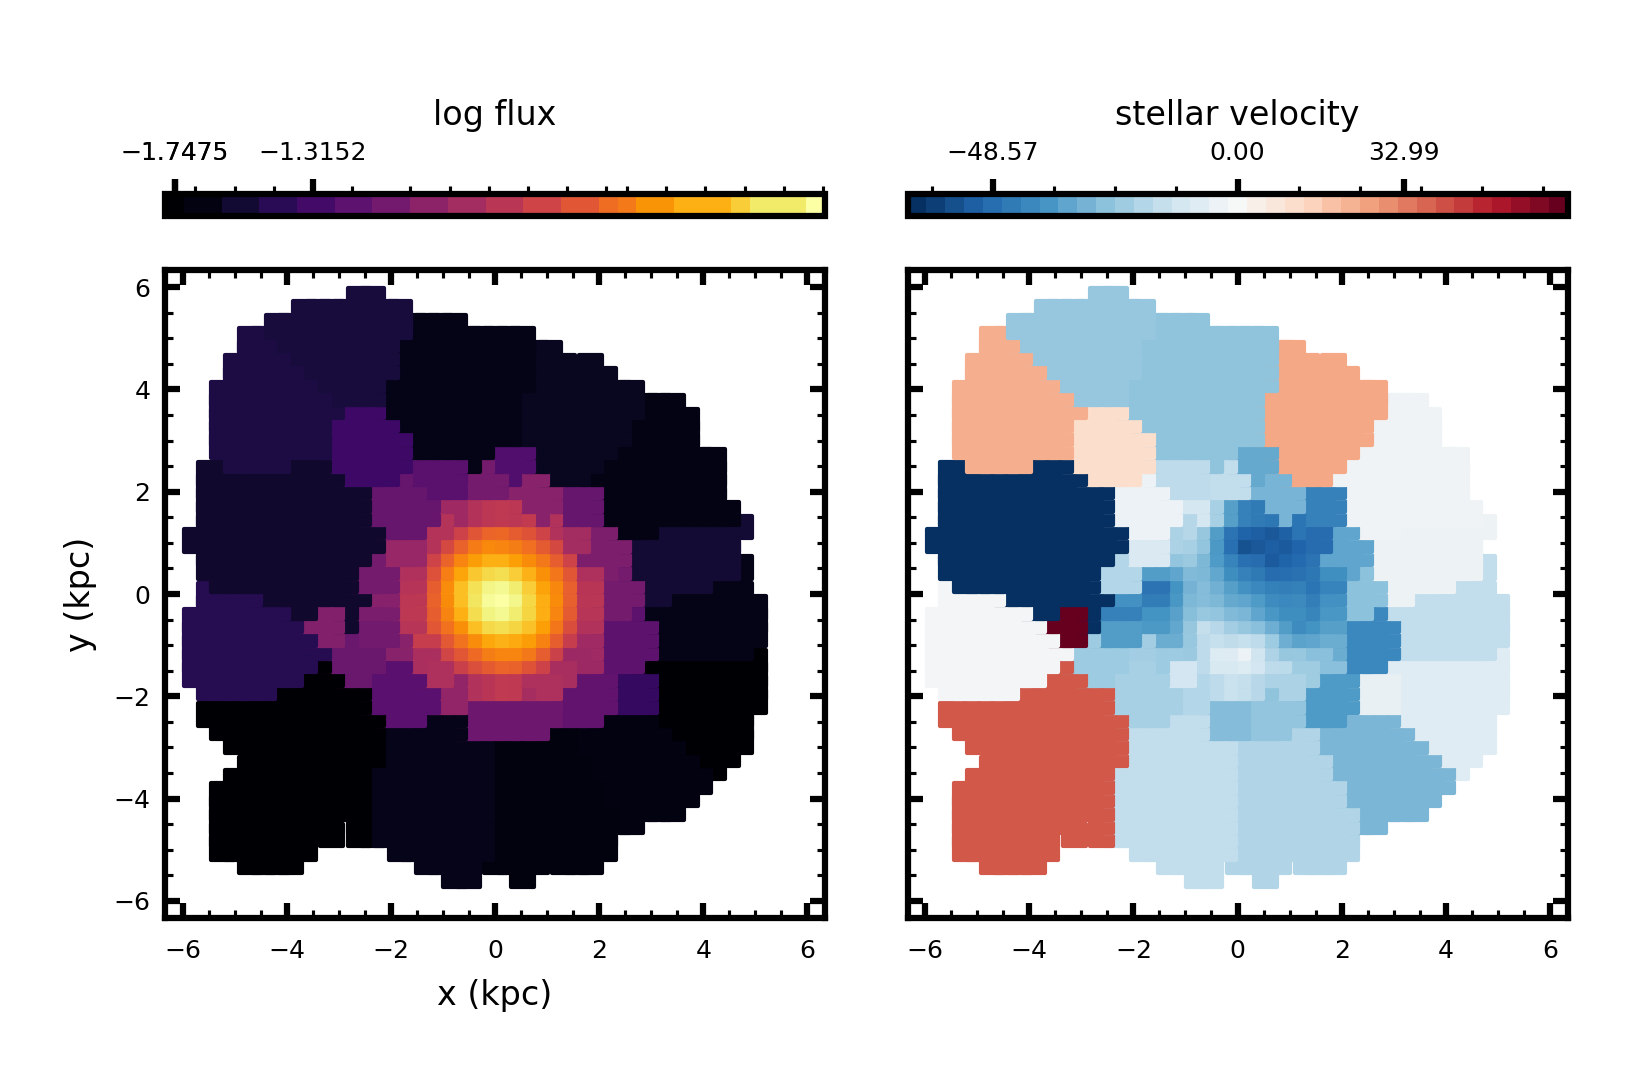 log flux
stellar velocity
−1.7475 −1.3152
−48.57 0.00 32.99
6
4
2
0
−2
−4
−6
y (kpc)
−6 −4 −2 0 2 4 6
−6 −4 −2 0 2 4 6
x (kpc)